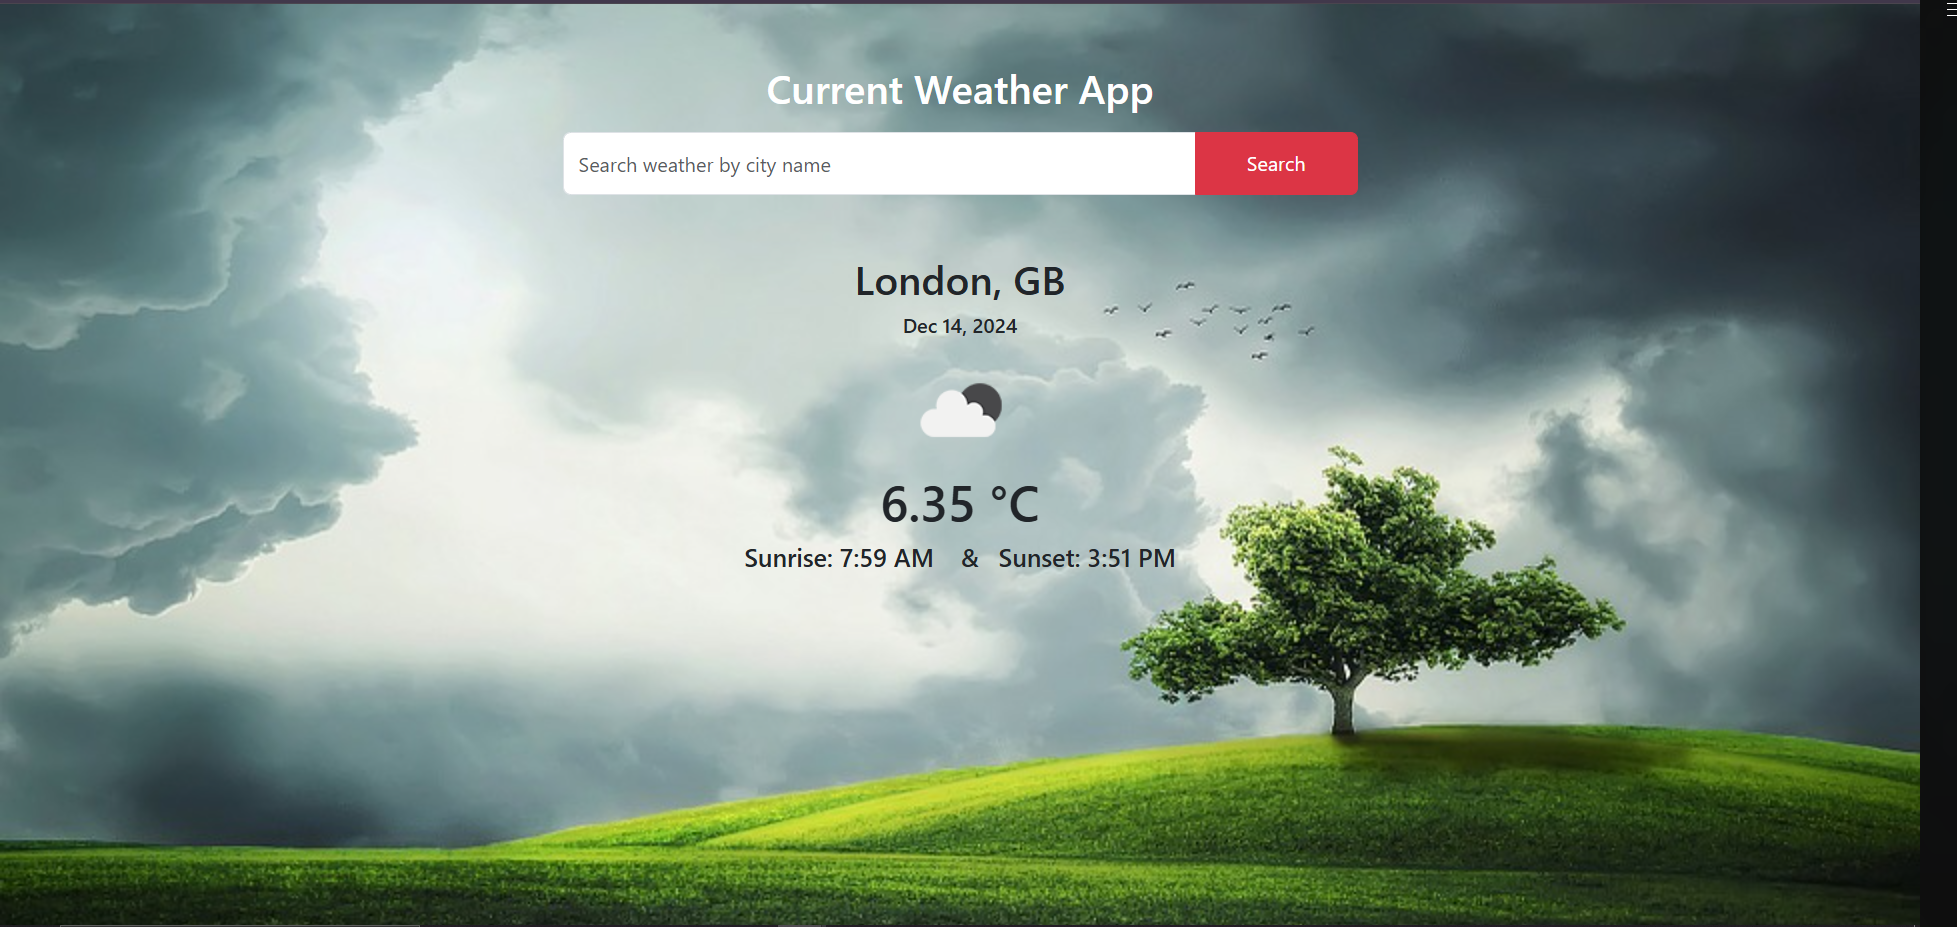 Current Weather App
Search weather by city name
Search
London, GB
Dec 14, 2024
6.35 °C
Sunrise: 7:59 AM & Sunset: 3:51 PM